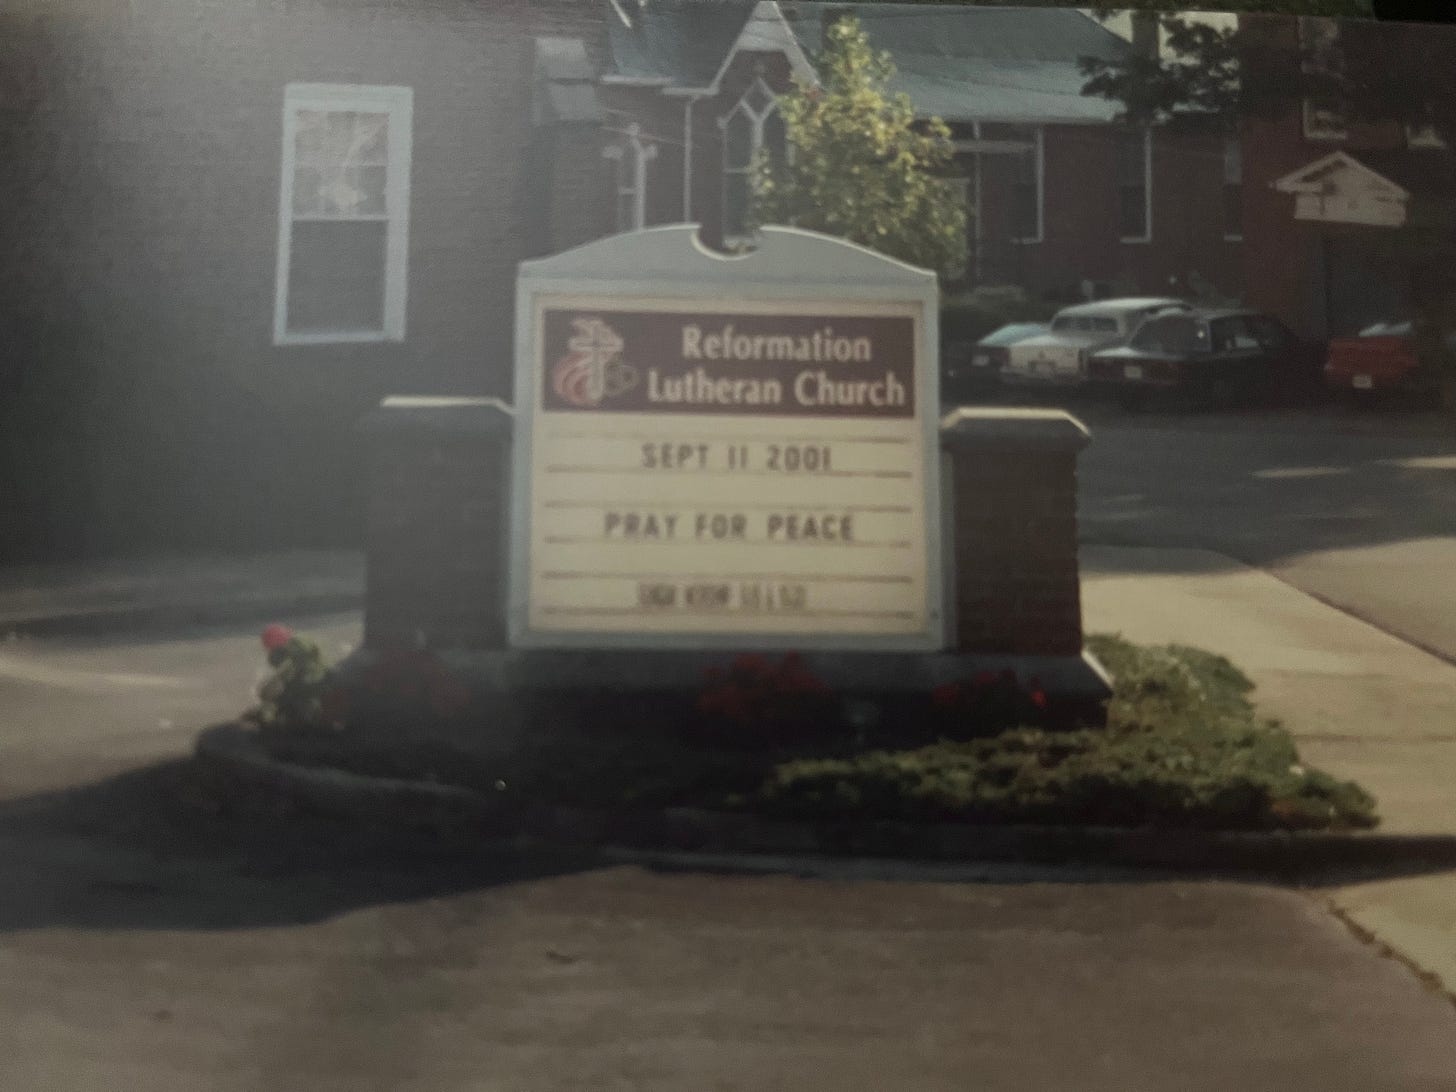 Reformation
Lutheran Church
SEPT 11 2001
PRAY FOR PEACE